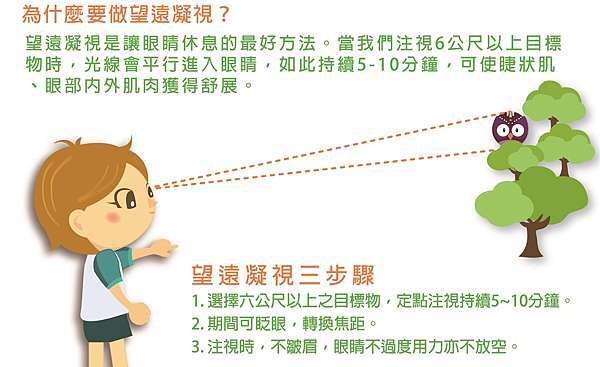 為什麼要做望遠凝視？
望遠凝視是讓眼睛休息的最好方法。當我們注視6公尺以上目標
物時，光線會平行進入眼睛，如此持續5-10分鐘，可使睫狀肌
、眼部內外肌肉獲得舒展。
望遠凝視三步驟
1. 選擇六公尺以上之目標物，定點注視持續5~10分鐘。
2. 期間可眨眼，轉換焦距。
3. 注視時，不皺眉，眼睛不過度用力亦不放空。